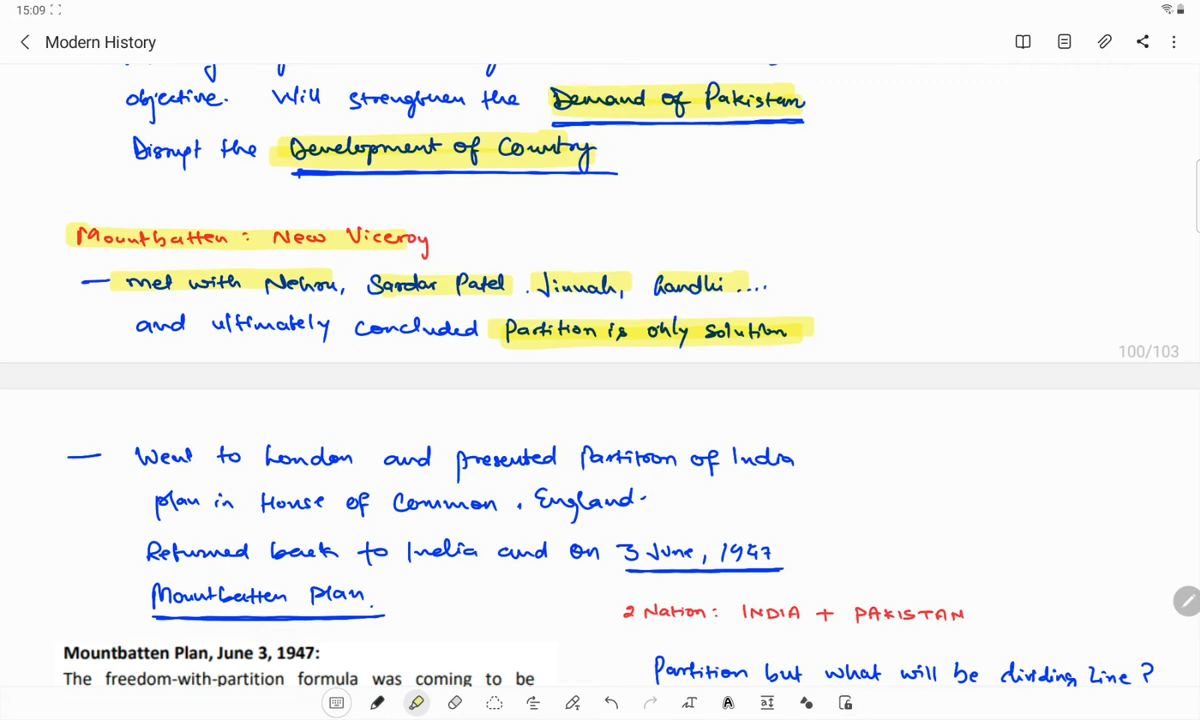 15:09
Modern History
objective. Will strengthen the Demand of Pakistan
Disrupt the Development of Country
Mountbatten : New Viceroy
— met with Nehru, Sardar Patel . Jinnah, Gandhi ....
and ultimately concluded Partition is only solution
100/103
— Went to London and presented Partition of India
plan in House of Common , England.
Returned back to India and on 3 June, 1947
Mountbatten plan.
2 Nation : INDIA + PAKISTAN
Mountbatten Plan, June 3, 1947:
The freedom-with-partition formula was coming to be
Partition but what will be dividing Line ?